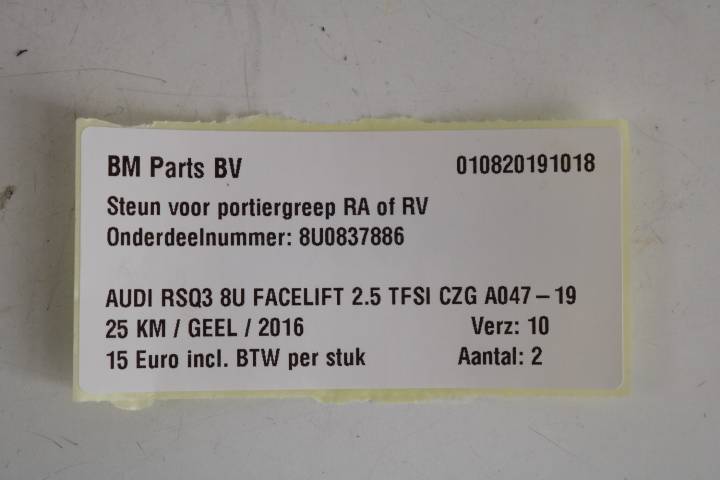 BM Parts BV 010820191018
Steun voor portiergreep RA of RV
Onderdeelnummer: 8U0837886
AUDI RSQ3 8U FACELIFT 2.5 TFSI CZG A047 – 19
25 KM / GEEL / 2016 Verz: 10
15 Euro incl. BTW per stuk Aantal: 2